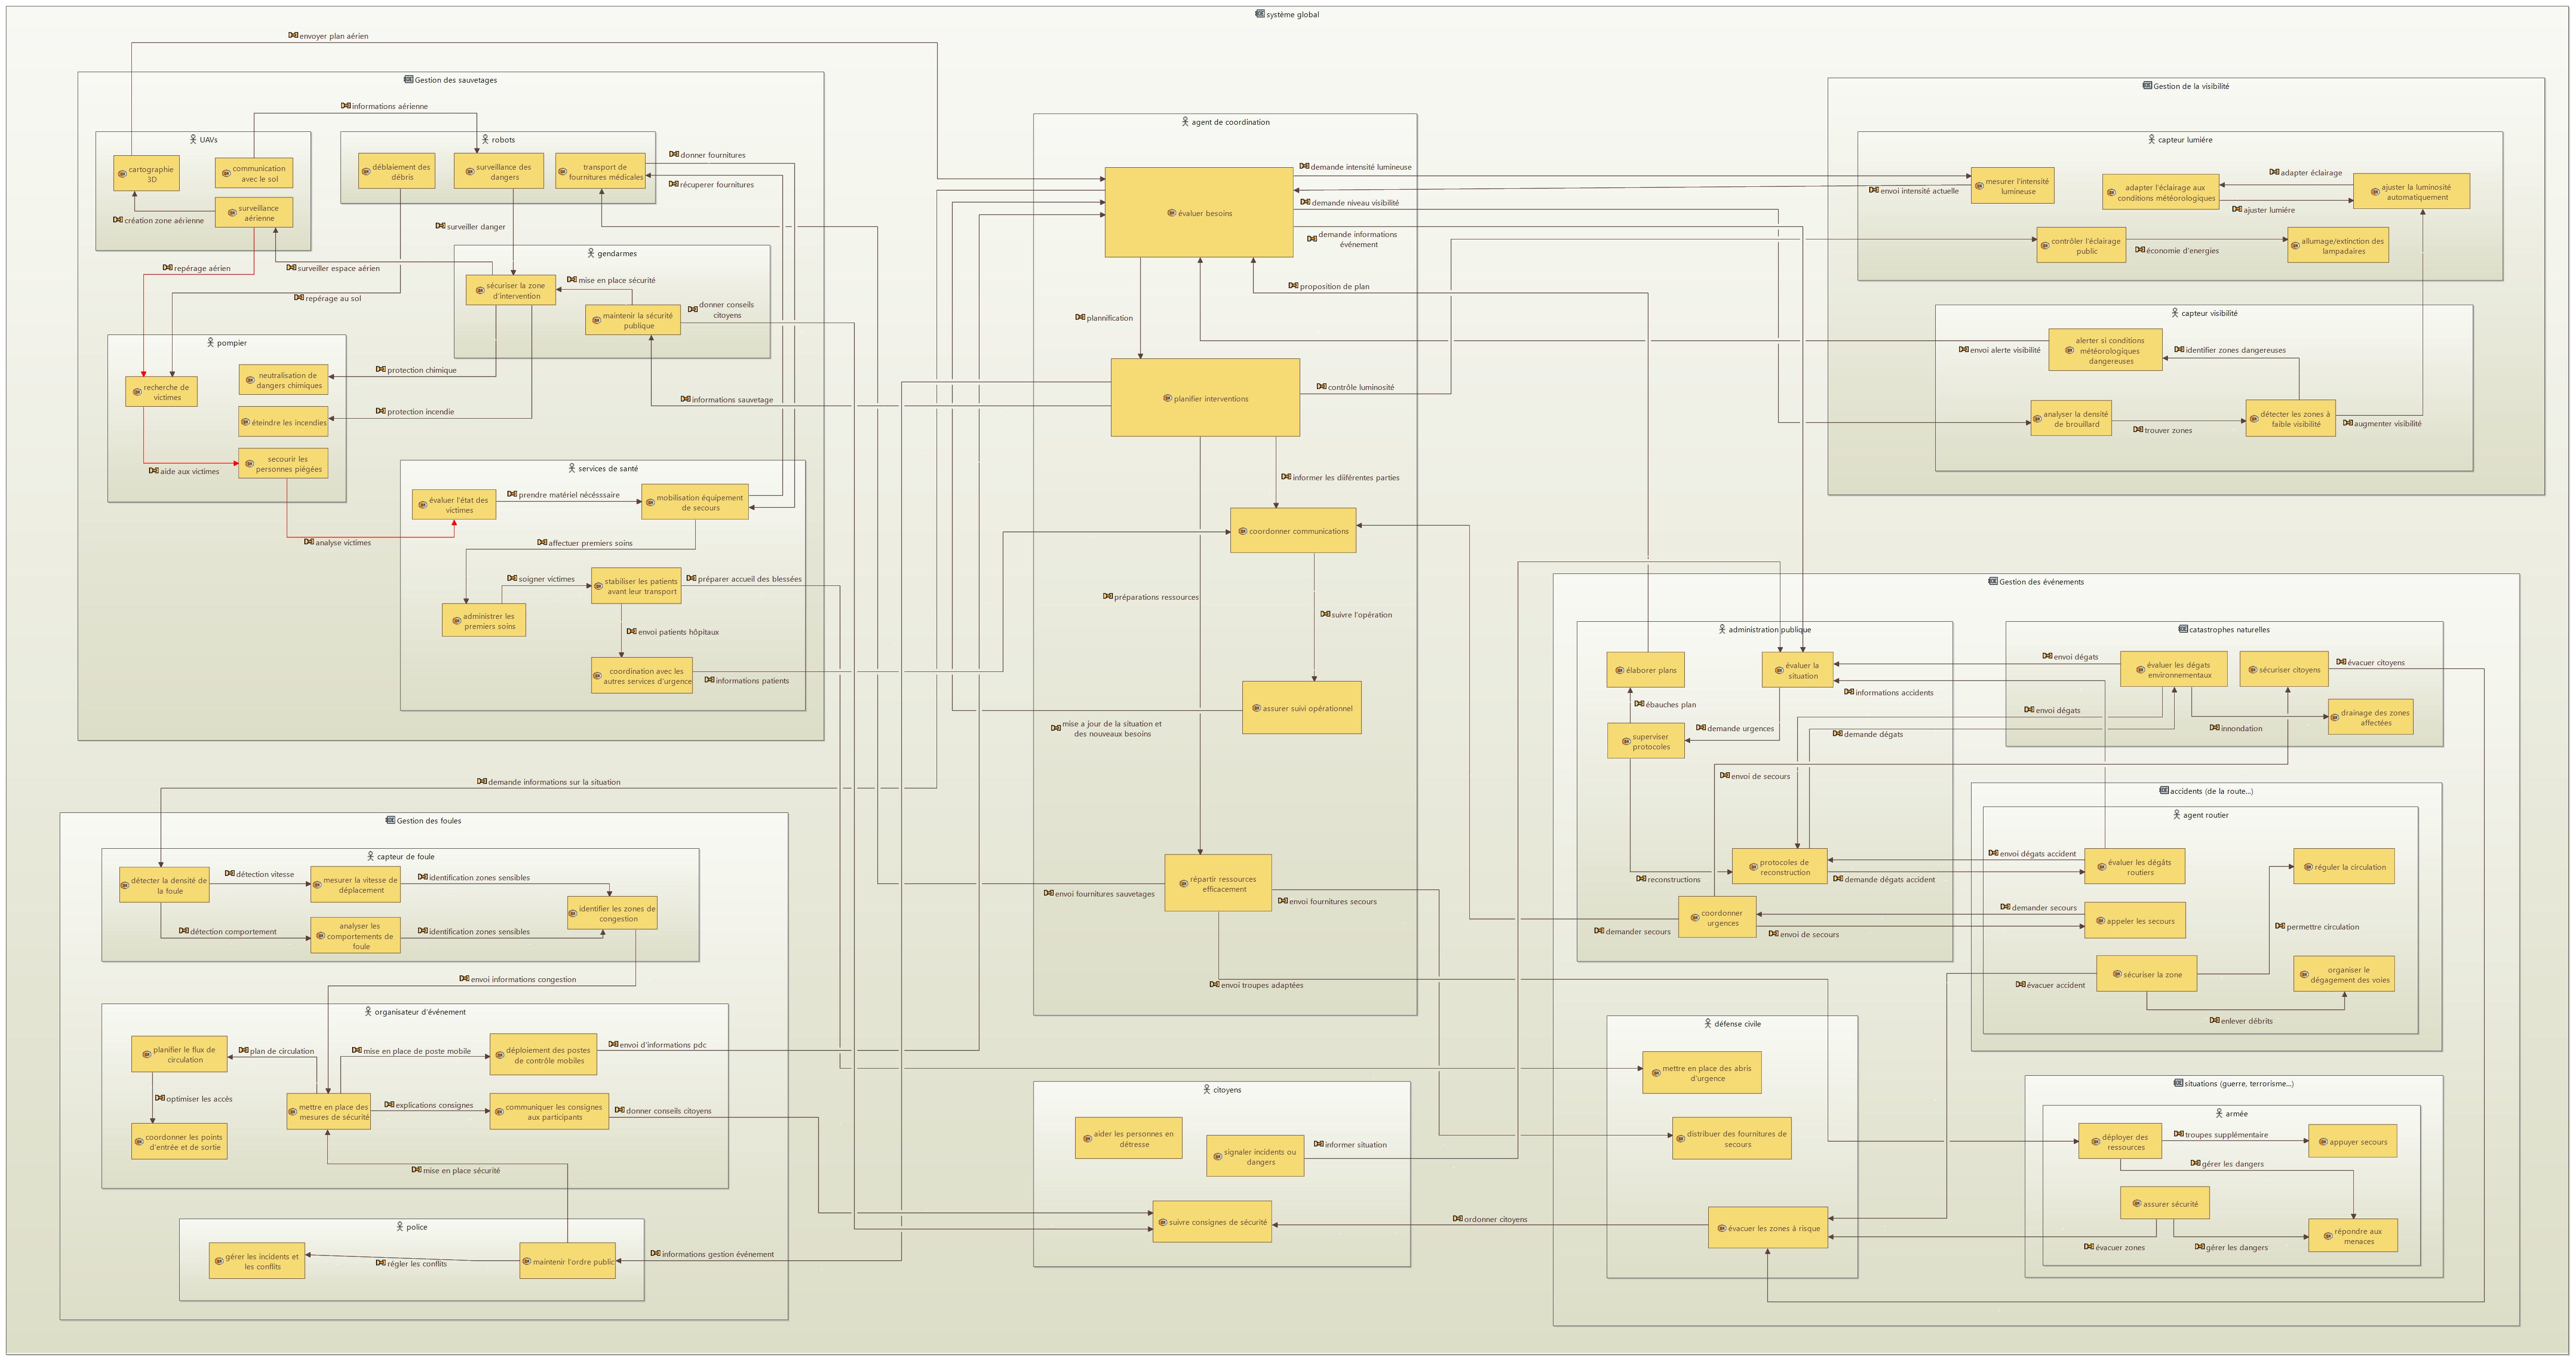 système global
envoyer plan aérien
Gestion des sauvetages
informations aérienne
UAVs
cartographie
3D
communication
avec le sol
surveillance
aérienne
création zone aérienne
robots
déblaiement des
débris
surveillance des
dangers
transport de
fournitures médicales
donner fournitures
récuperer fournitures
surveiller danger
repérage aérien
surveiller espace aérien
repérage au sol
gendarmes
sécuriser la zone
d'intervention
mise en place sécurité
maintenir la sécurité
publique
donner conseils
citoyens
pompier
recherche de
victimes
neutralisation de
dangers chimiques
éteindre les incendies
secourir les
personnes piégées
aide aux victimes
protection chimique
protection incendie
informations sauvetage
analyse victimes
services de santé
évaluer l'état des
victimes
prendre matériel nécésssaire
mobilisation équipement
de secours
affectuer premiers soins
soigner victimes
stabiliser les patients
avant leur transport
préparer accueil des blessées
administrer les
premiers soins
envoi patients hôpitaux
coordination avec les
autres services d'urgence
informations patients
demande informations sur la situation
Gestion des foules
capteur de foule
détecter la densité de
la foule
détection vitesse
mesurer la vitesse de
déplacement
identification zones sensibles
identifier les zones de
congestion
détection comportement
analyser les
comportements de
foule
identification zones sensibles
envoi informations congestion
organisateur d'événement
planifier le flux de
circulation
plan de circulation
mise en place de poste mobile
déploiement des postes
de contrôle mobiles
envoi d'informations pdc
optimiser les accès
mettre en place des
mesures de sécurité
explications consignes
communiquer les consignes
aux participants
donner conseils citoyens
coordonner les points
d'entrée et de sortie
mise en place sécurité
police
gérer les incidents et
les conflits
régler les conflits
maintenir l'ordre public
informations gestion événement
agent de coordination
évaluer besoins
demande intensité lumineuse
envoi intensité actuelle
demande niveau visibilité
demande informations
événement
proposition de plan
plannification
planifier interventions
contrôle luminosité
informer les diiférentes parties
coordonner communications
préparations ressources
suivre l'opération
assurer suivi opérationnel
mise a jour de la situation et
des nouveaux besoins
répartir ressources
efficacement
envoi fournitures sauvetages
envoi fournitures secours
envoi troupes adaptées
citoyens
aider les personnes en
détresse
signaler incidents ou
dangers
informer situation
suivre consignes de sécurité
ordonner citoyens
Gestion de la visibilité
capteur lumiére
mesurer l'intensité
lumineuse
adapter l'éclairage aux
conditions météorologiques
adapter éclairage
ajuster lumiére
ajuster la luminosité
automatiquement
contrôler l'éclairage
public
économie d'energies
allumage/extinction des
lampadaires
capteur visibilité
envoi alerte visibilité
alerter si conditions
météorologiques
dangereuses
identifier zones dangereuses
analyser la densité
de brouillard
trouver zones
détecter les zones à
faible visibilité
augmenter visibilité
Gestion des événements
administration publique
élaborer plans
évaluer la
situation
ébauches plan
superviser
protocoles
demande urgences
envoi dégats
informations accidents
envoi dégats
demande dégats
envoi de secours
protocoles de
reconstruction
reconstructions
coordonner
urgences
demander secours
envoi dégats accident
demande dégats accident
demander secours
envoi de secours
catastrophes naturelles
évaluer les dégâts
environnementaux
sécuriser citoyens
évacuer citoyens
innondation
drainage des zones
affectées
accidents (de la route...)
agent routier
évaluer les dégâts
routiers
réguler la circulation
appeler les secours
permettre circulation
sécuriser la zone
organiser le
dégagement des voies
évacuer accident
enlever débrits
défense civile
mettre en place des abris
d'urgence
distribuer des fournitures de
secours
évacuer les zones à risque
situations (guerre, terrorisme...)
armée
déployer des
ressources
troupes supplémentaire
appuyer secours
gérer les dangers
assurer sécurité
répondre aux
menaces
évacuer zones
gérer les dangers